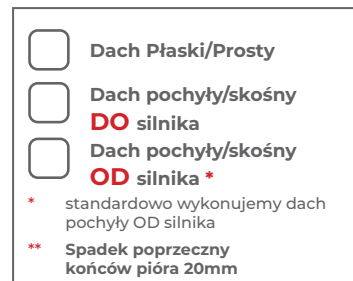 Dach Płaski/Prosty
Dach pochyły/skośny
DO silnika
Dach pochyły/skośny
OD silnika *
* standardowo wykonujemy dach
pochyły OD silnika
** Spadek poprzeczny
końców pióra 20mm